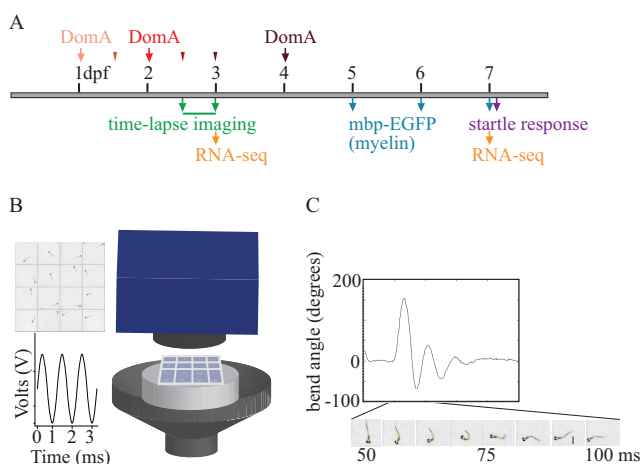 A
DomA DomA DomA
1dpf 2 3 4 5 6 7
time-lapse imaging mbp-EGFP startle response
(myelin)
RNA-seq RNA-seq
B
Volts (V)
Time (ms)
0 1 2 3
C
bend angle (degrees)
200
0
-100
50 75 100 ms